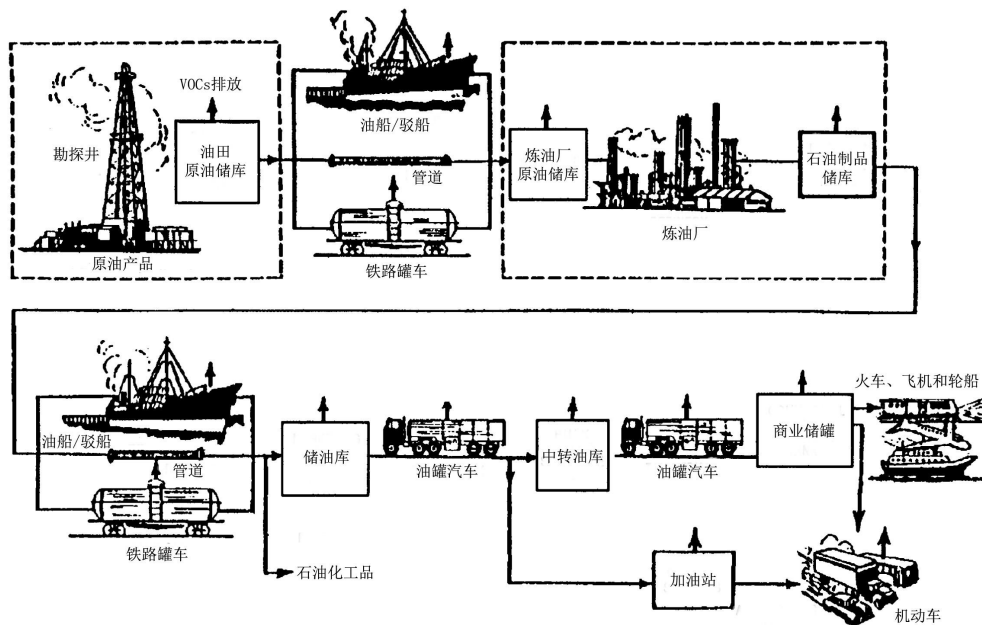 VOCs排放
勘探井
油田
原油储库
原油产品
油船/驳船
管道
铁路罐车
炼油厂
原油储库
炼油厂
石油制品
储库
油船/驳船
管道
铁路罐车
石油化工品
储油库
油罐汽车
中转油库
油罐汽车
商业储罐
火车、飞机和轮船
加油站
机动车